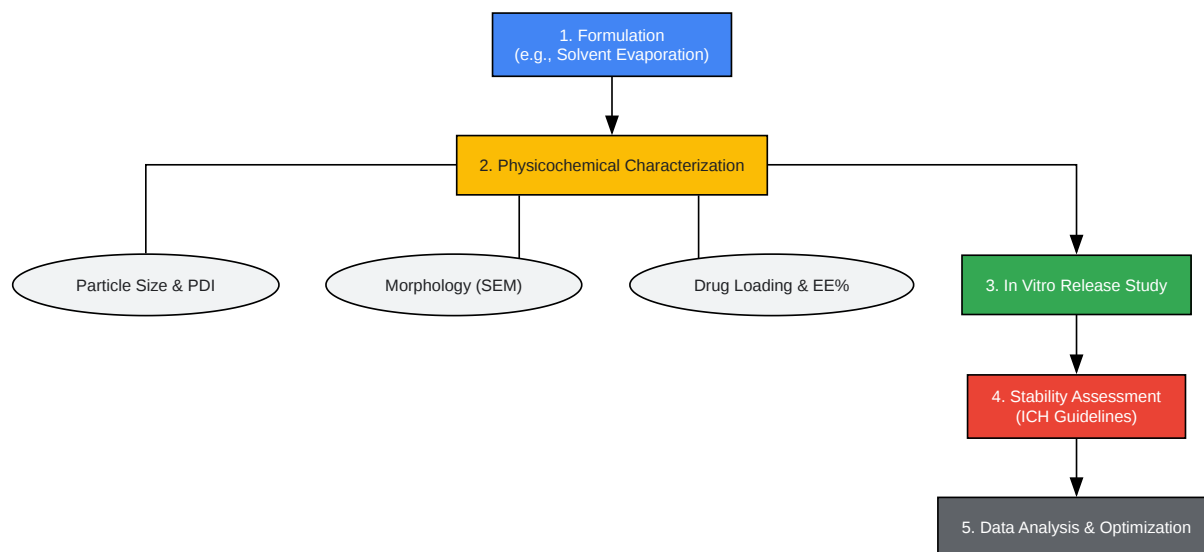 1. Formulation
(e.g., Solvent Evaporation)
2. Physicochemical Characterization
Particle Size & PDI
Morphology (SEM)
Drug Loading & EE%
3. In Vitro Release Study
4. Stability Assessment
(ICH Guidelines)
5. Data Analysis & Optimization